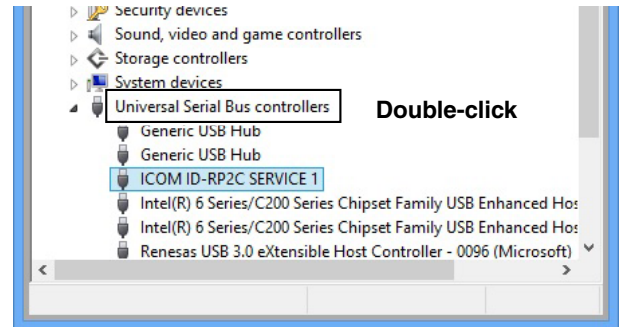 Security devices
Sound, video and game controllers
Storage controllers
System devices
Universal Serial Bus controllers Double-click
Generic USB Hub
Generic USB Hub
ICOM ID-RP2C SERVICE 1
Intel(R) 6 Series/C200 Series Chipset Family USB Enhanced Hos
Intel(R) 6 Series/C200 Series Chipset Family USB Enhanced Hos
Renesas USB 3.0 eXtensible Host Controller - 0096 (Microsoft)